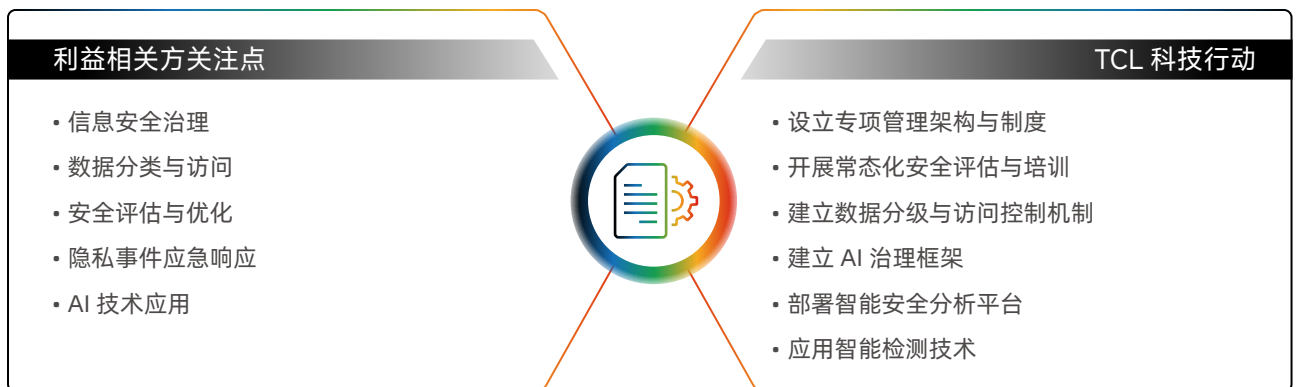 利益相关方关注点
• 信息安全治理
• 数据分类与访问
• 安全评估与优化
• 隐私事件应急响应
• AI 技术应用
TCL 科技行动
• 设立专项管理架构与制度
• 开展常态化安全评估与培训
• 建立数据分级与访问控制机制
• 建立 AI 治理框架
• 部署智能安全分析平台
• 应用智能检测技术